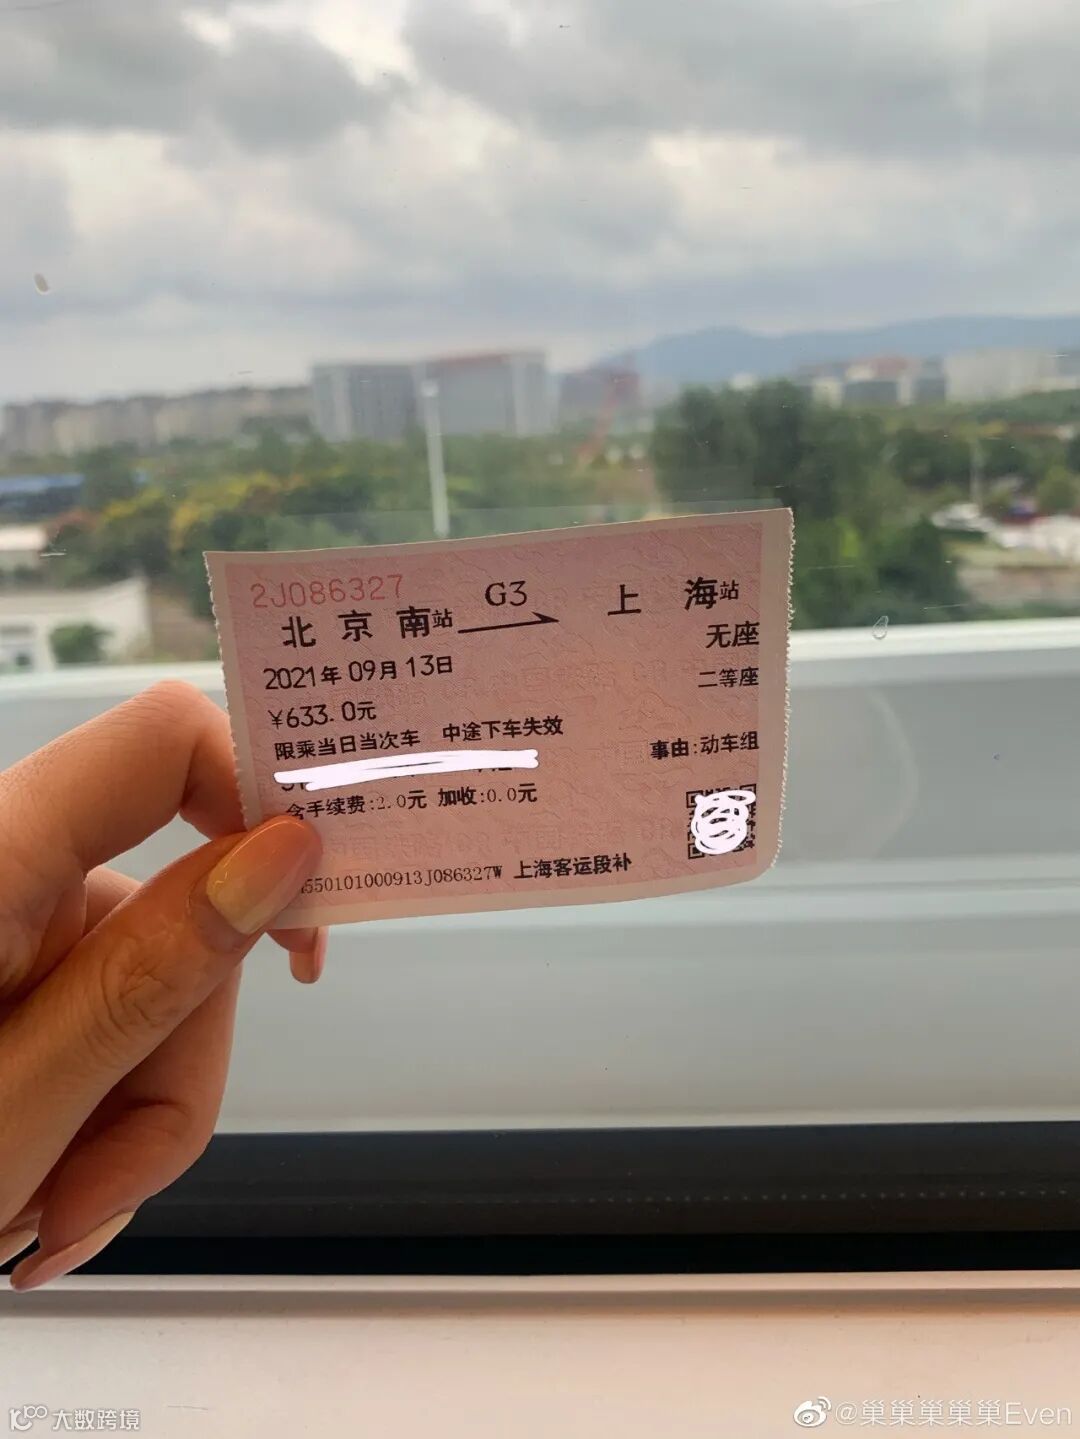 2J086327
北京南站 G3 上海站
2021年09月13日 无座
¥633.0元 二等座
限乘当日当次车 中途下车失效
事由:动车组
含手续费:2.0元 加收:0.0元
550101000913J086327W 上海客运段补
大数跨境
@巢巢巢巢巢巢Even